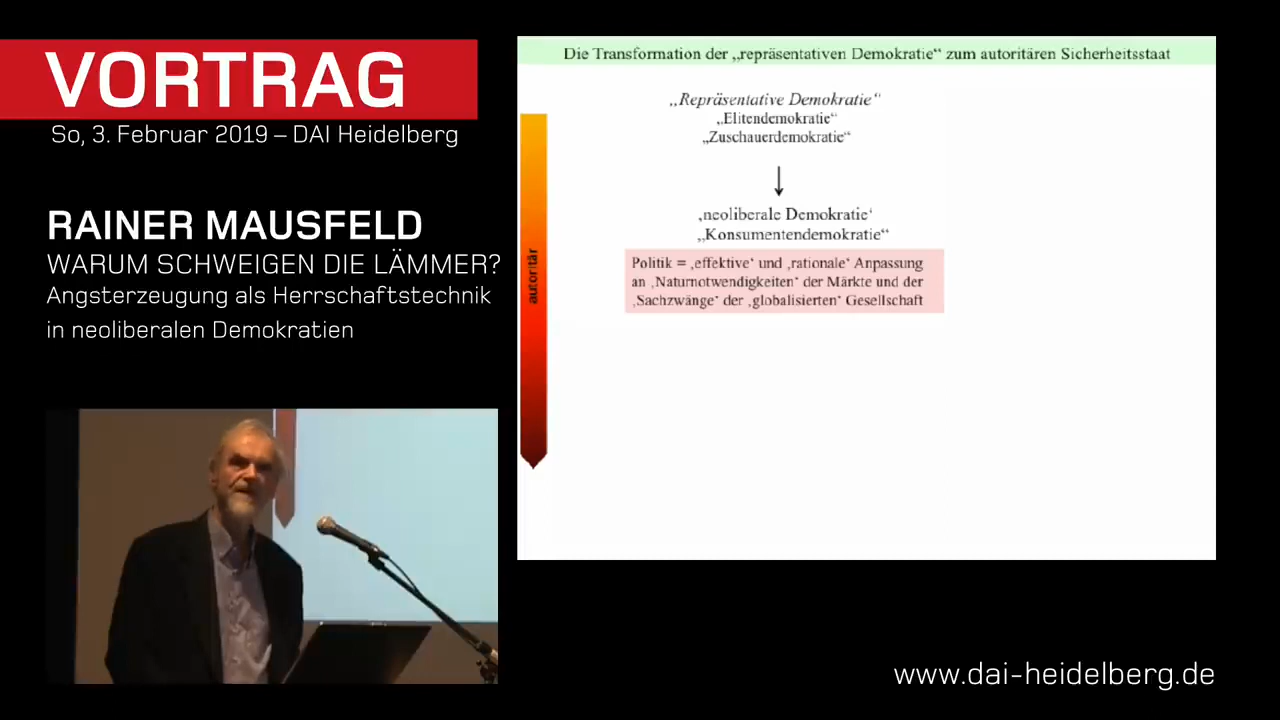 VORTRAG
So, 3. Februar 2019 – DAI Heidelberg
RAINER MAUSFELD
WARUM SCHWEIGEN DIE LÄMMER?
Angsterzeugung als Herrschaftstechnik
in neoliberalen Demokratien
Die Transformation der „repräsentativen Demokratie“ zum autoritären Sicherheitsstaat
„Repräsentative Demokratie“
„Elitendemokratie“
„Zuschauerdemokratie“
‚neoliberale Demokratie‘
„Konsumentendemokratie“
autoritär
Politik = ‚effektive‘ und ‚rationale‘ Anpassung
an ‚Naturnotwendigkeiten‘ der Märkte und der
‚Sachzwänge‘ der ‚globalisierten‘ Gesellschaft
www.dai-heidelberg.de